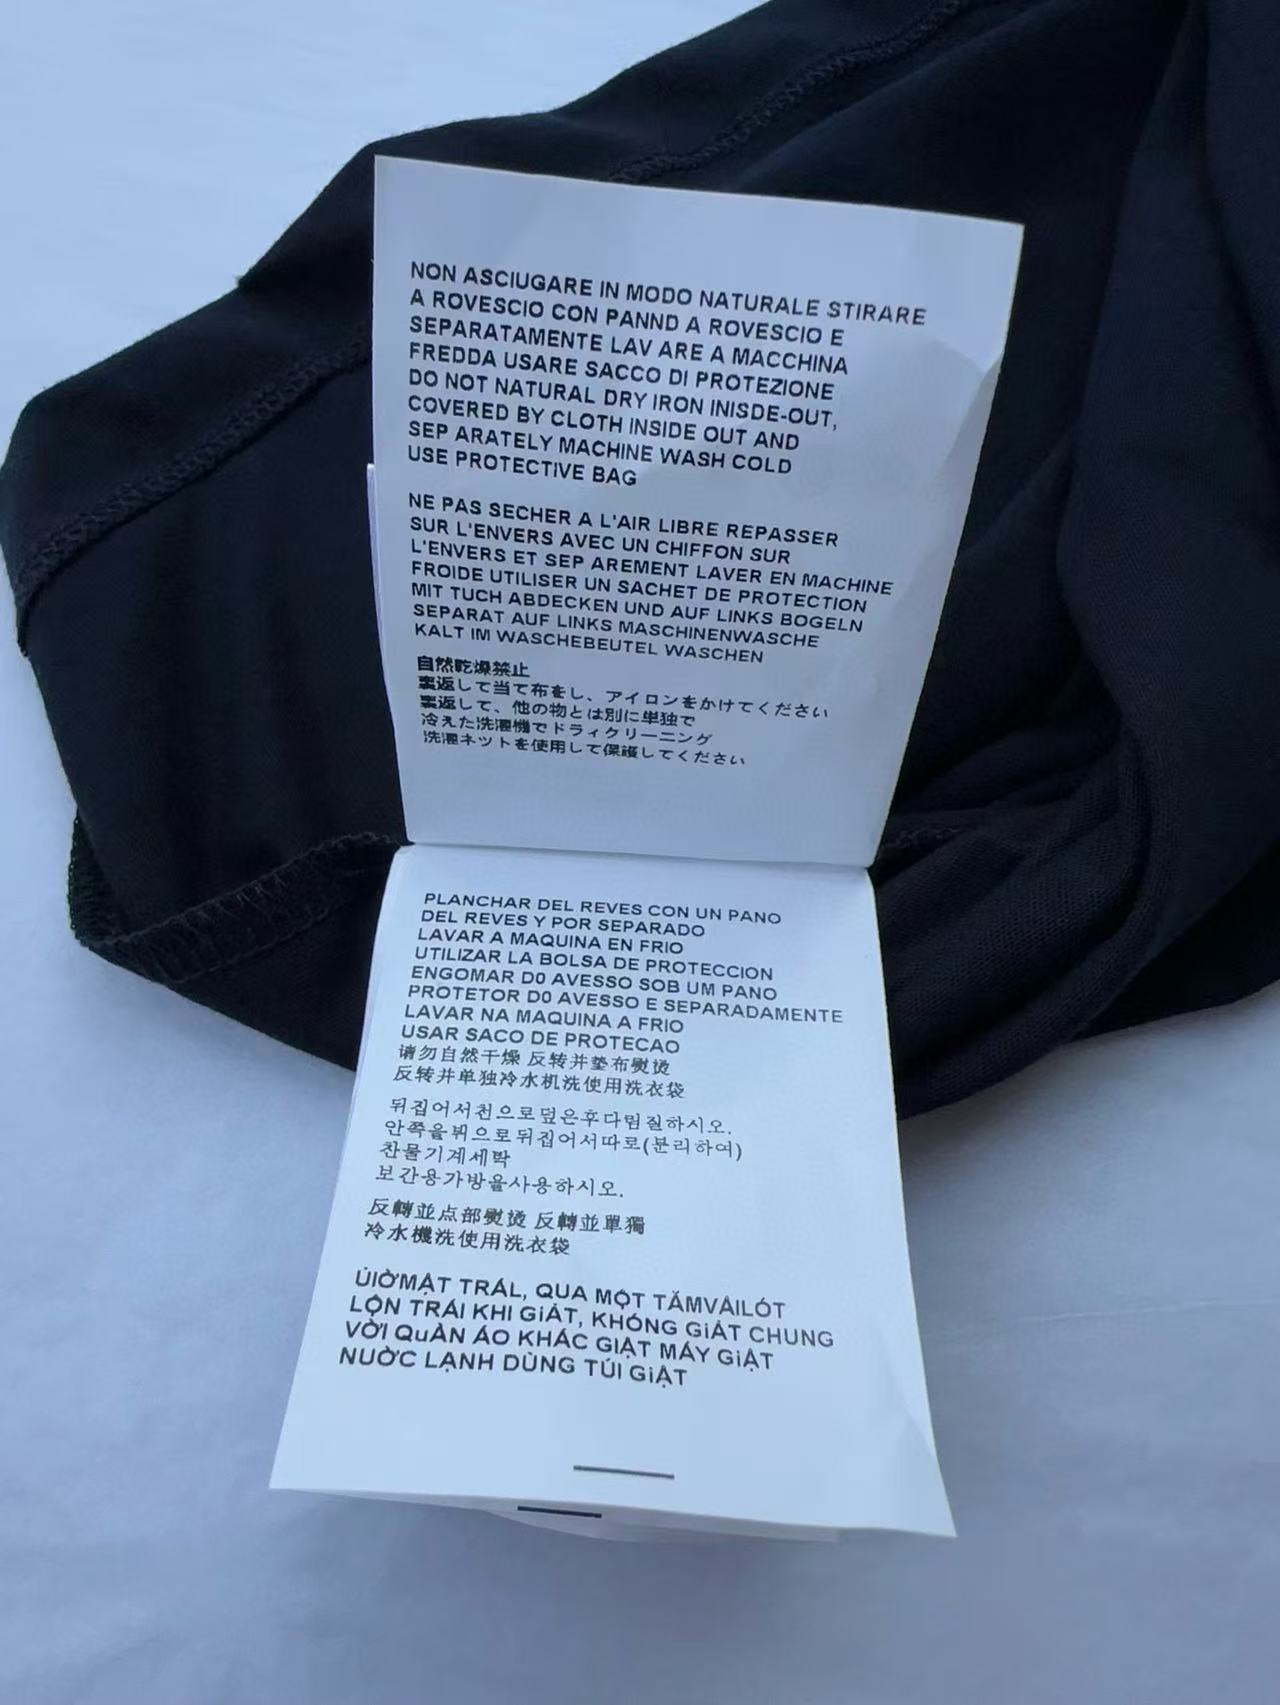 NON ASCIUGARE IN MODO NATURALE STIRARE
A ROVESCIO CON PANND A ROVESCIO E
SEPARATAMENTE LAV ARE A MACCHINA
FREDDA USARE SACCO DI PROTEZIONE
DO NOT NATURAL DRY IRON INISDE-OUT,
COVERED BY CLOTH INSIDE OUT AND
SEP ARATELY MACHINE WASH COLD
USE PROTECTIVE BAG
NE PAS SECHER A L'AIR LIBRE REPASSER
SUR L'ENVERS AVEC UN CHIFFON SUR
L'ENVERS ET SEP AREMENT LAVER EN MACHINE
FROIDE UTILISER UN SACHET DE PROTECTION
MIT TUCH ABDECKEN UND AUF LINKS BOGELN
SEPARAT AUF LINKS MASCHINENWASCHE
KALT IM WASCHEBEUTEL WASCHEN
自然乾燥禁止
裏返して当て布をし、アイロンをかけてください
裏返して、他の物とは別に単独で
冷えた洗濯機でドライクリーニング
洗濯ネットを使用して保護してください
PLANCHAR DEL REVES CON UN PANO
DEL REVES Y POR SEPARADO
LAVAR A MAQUINA EN FRIO
UTILIZAR LA BOLSA DE PROTECCION
ENGOMAR D0 AVESSO SOB UM PANO
PROTETOR D0 AVESSO E SEPARADAMENTE
LAVAR NA MAQUINA A FRIO
USAR SACO DE PROTECAO
请勿自然干燥 反转并垫布熨烫
反转并单独冷水机洗使用洗衣袋
뒤집어서천으로덮은후다림질하시오.
안쪽을뷔으로뒤집어서따로(분리하여)
찬물기계세탁
보간용가방을사용하시오.
反轉並点部熨烫 反轉並單獨
冷水機洗使用洗衣袋
ỦIỜMẬT TRÁI, QUA MỘT TĂMVẢILÓT
LỘN TRÁI KHI GiẢT, KHÓNG GiẢT CHUNG
VỜI QuẦN ÁO KHÁC GIẬT MÁY GiẬT
NUỜC LẠNH DÙNG TÚI GiẬT